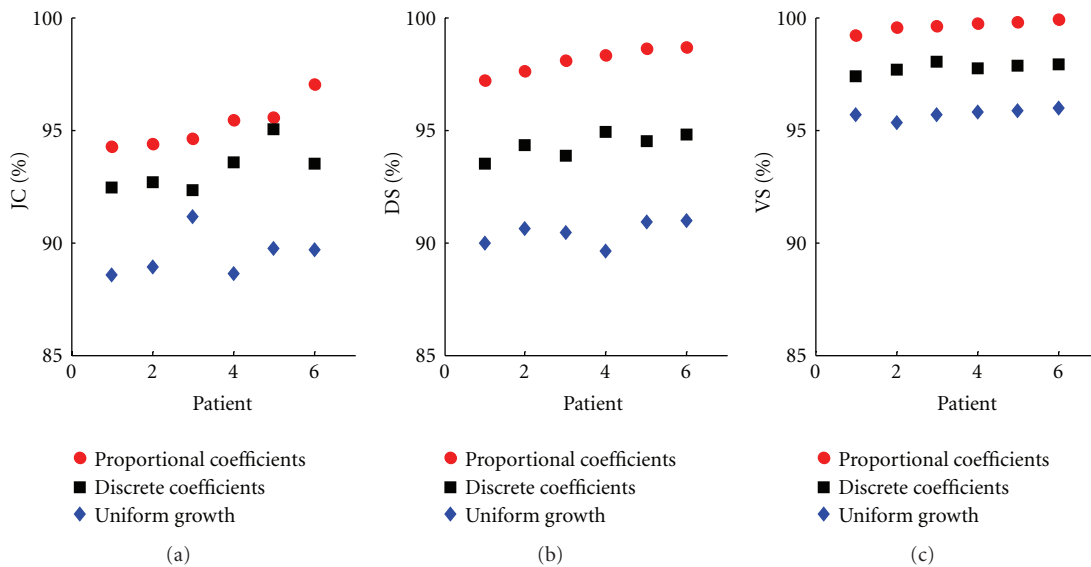 100
95
90
85
JC (%)
0
2
4
6
Patient
Proportional coefficients
Discrete coefficients
Uniform growth
(a)
100
95
90
85
DS (%)
0
2
4
6
Patient
Proportional coefficients
Discrete coefficients
Uniform growth
(b)
100
95
90
85
VS (%)
0
2
4
6
Patient
Proportional coefficients
Discrete coefficients
Uniform growth
(c)